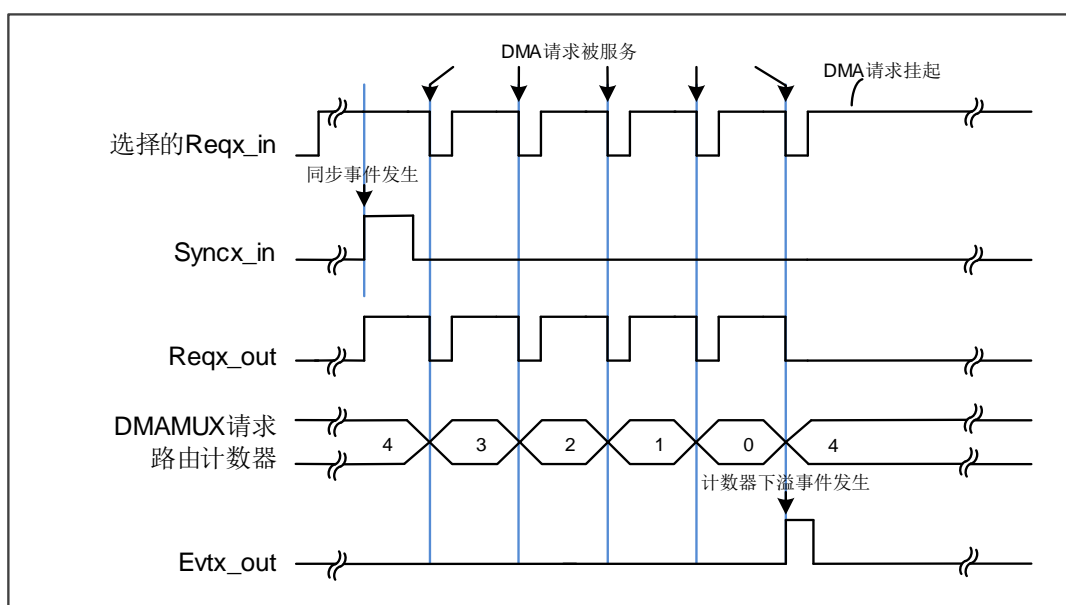 DMA请求被服务
DMA请求挂起
选择的Reqx_in
同步事件发生
Syncx_in
Reqx_out
DMAMUX请求
路由计数器
4 3 2 1 0 4
计数器下溢事件发生
Evtx_out